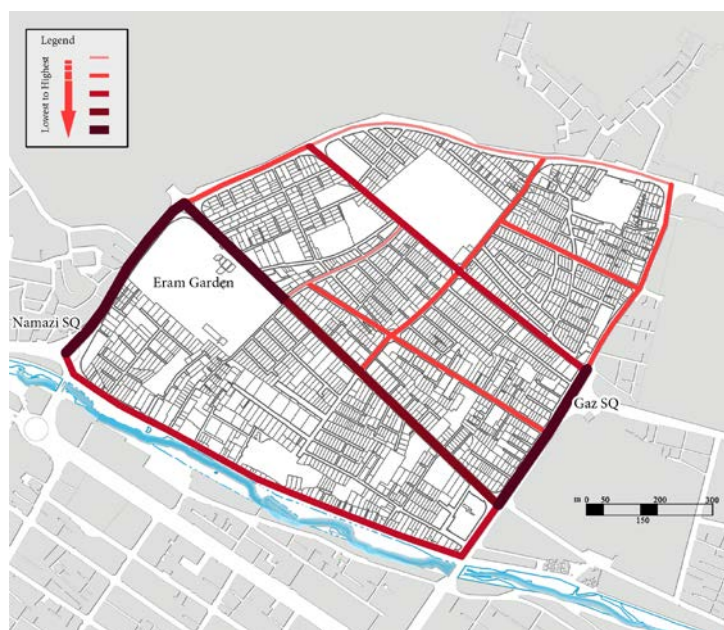 Legend
Lowest to Highest
Eram Garden
Namazi SQ
Gaz SQ
m 0 50 200 300
150